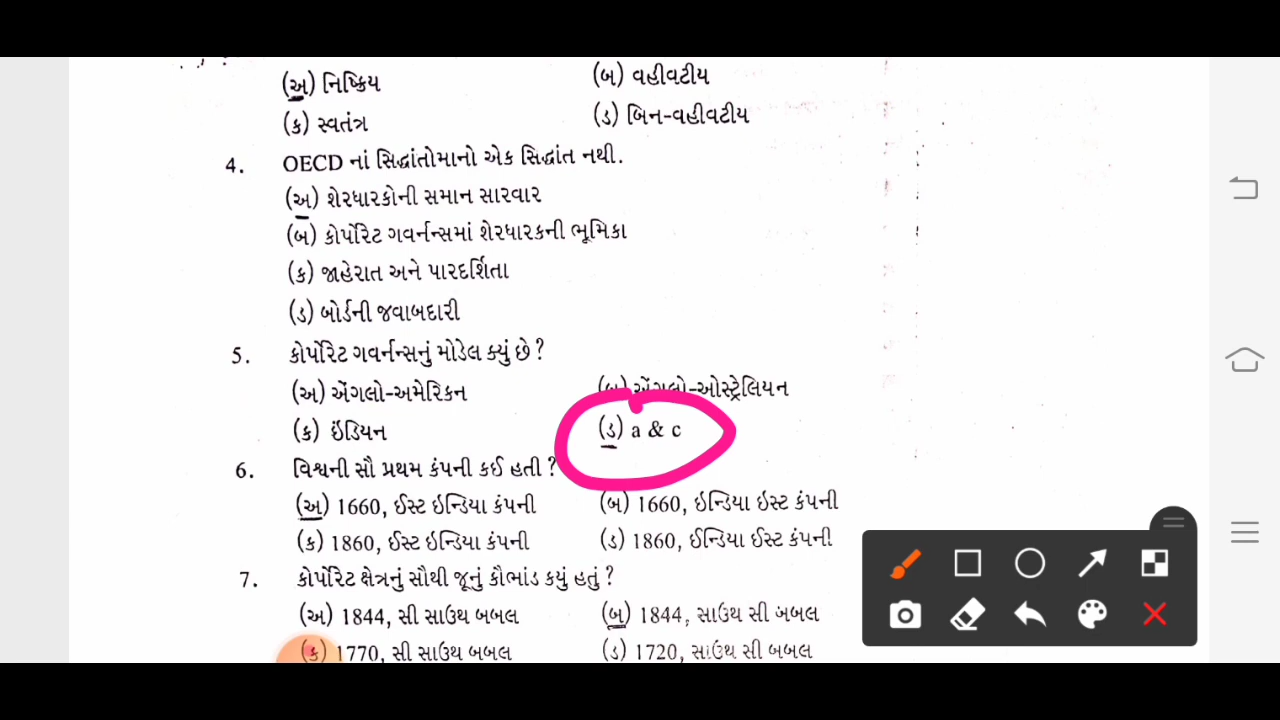 (અ) નિષ્ક્રિય (બ) વહીવટીય
(ક) સ્વતંત્ર (ડ) બિન-વહીવટીય
4. OECD નાં સિદ્ધાંતોમાનો એક સિદ્ધાંત નથી.
(અ) શેરધારકોની સમાન સારવાર
(બ) કોર્પોરેટ ગવર્નન્સમાં શેરધારકની ભૂમિકા
(ક) જાહેરાત અને પારદર્શિતા
(ડ) બોર્ડની જવાબદારી
5. કોર્પોરેટ ગવર્નન્સનું મોડેલ ક્યું છે ?
(અ) એંગલો-અમેરિકન (બ) એંગલો-ઓસ્ટ્રેલિયન
(ક) ઇંડિયન (ડ) a & c
6. વિશ્વની સૌ પ્રથમ કંપની કઈ હતી ?
(અ) 1660, ઈસ્ટ ઇન્ડિયા કંપની (બ) 1660, ઇન્ડિયા ઇસ્ટ કંપની
(ક) 1860, ઈસ્ટ ઇન્ડિયા કંપની (ડ) 1860, ઈન્ડિયા ઈસ્ટ કંપની
7. કોર્પોરેટ ક્ષેત્રનું સૌથી જૂનું કૌભાંડ કયું હતું ?
(અ) 1844, સી સાઉથ બબલ (બ) 1844, સાઉથ સી બબલ
(ક) 1770, સી સાઉથ બબલ (ડ) 1720, સાઉથ સી બબલ